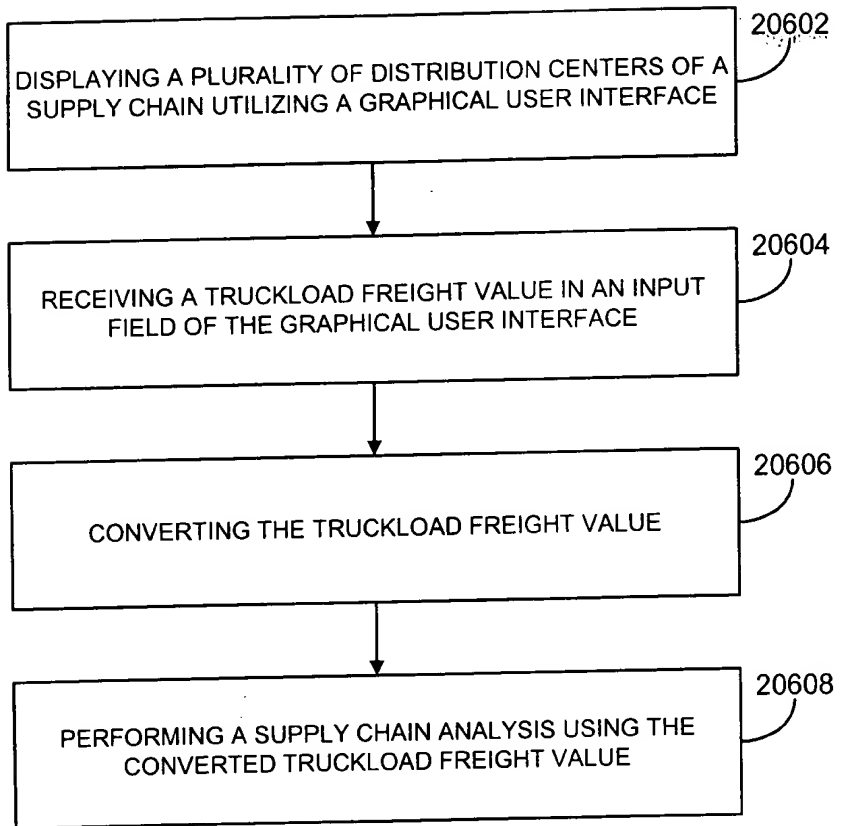 20602
DISPLAYING A PLURALITY OF DISTRIBUTION CENTERS OF A
SUPPLY CHAIN UTILIZING A GRAPHICAL USER INTERFACE
20604
RECEIVING A TRUCKLOAD FREIGHT VALUE IN AN INPUT
FIELD OF THE GRAPHICAL USER INTERFACE
20606
CONVERTING THE TRUCKLOAD FREIGHT VALUE
20608
PERFORMING A SUPPLY CHAIN ANALYSIS USING THE
CONVERTED TRUCKLOAD FREIGHT VALUE